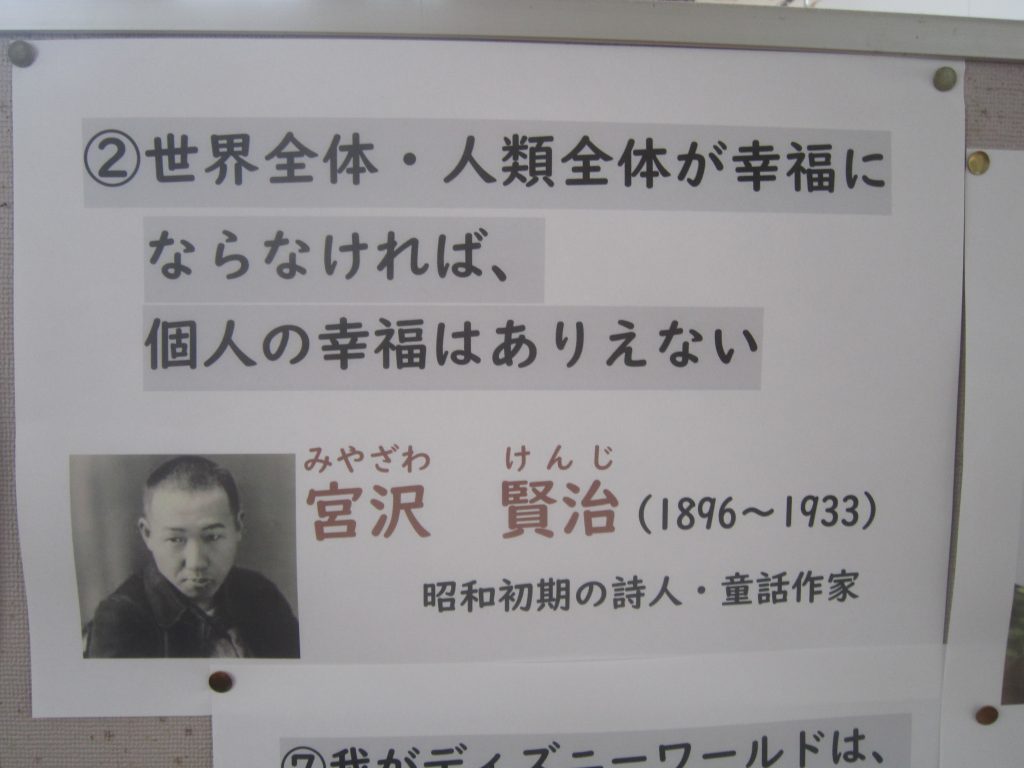 ②世界全体・人類全体が幸福に
ならなければ、
個人の幸福はありえない
みやざわ けんじ
宮沢 賢治 (1896～1933)
昭和初期の詩人・童話作家
⑦我がディズニーワールドは、